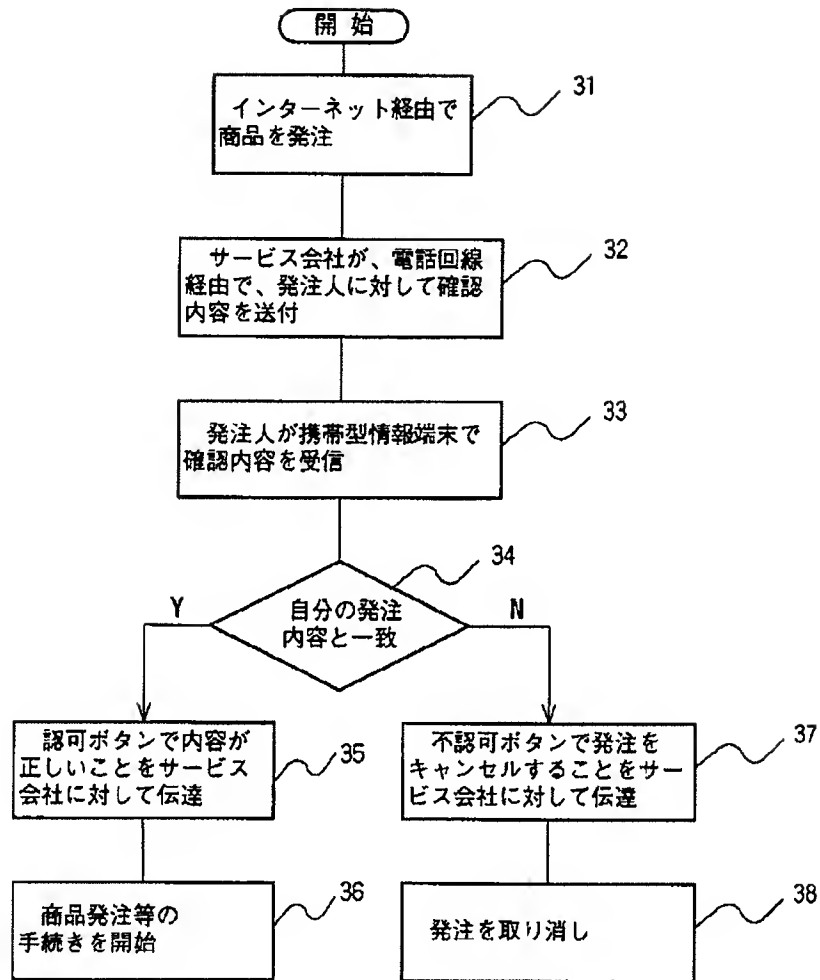 開 始
31
インターネット経由で
商品を発注
32
サービス会社が、電話回線
経由で、発注人に対して確認
内容を送付
33
発注人が携帯型情報端末で
確認内容を受信
34
自分の発注
内容と一致
Y
N
35
認可ボタンで内容が
正しいことをサービス
会社に対して伝達
37
不認可ボタンで発注を
キャンセルすることをサー
ビス会社に対して伝達
36
商品発注等の
手続きを開始
38
発注を取り消し